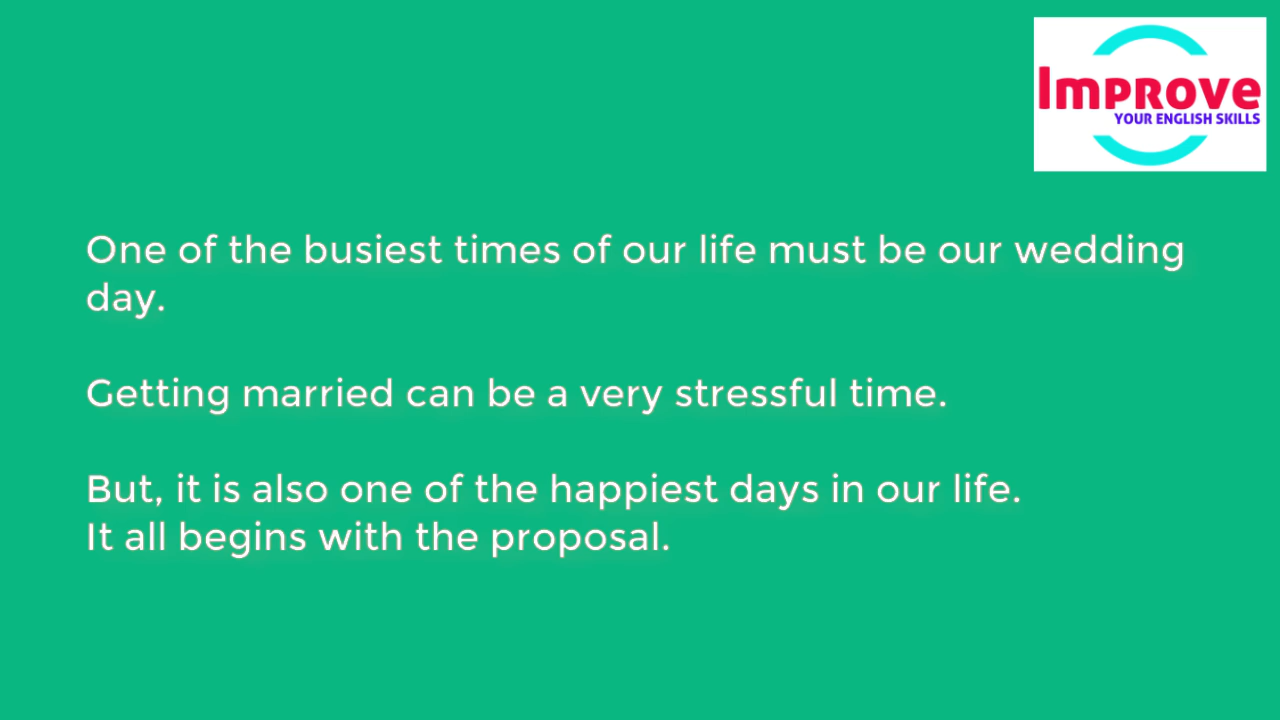 Improve
YOUR ENGLISH SKILLS
One of the busiest times of our life must be our wedding
day.
Getting married can be a very stressful time.
But, it is also one of the happiest days in our life.
It all begins with the proposal.